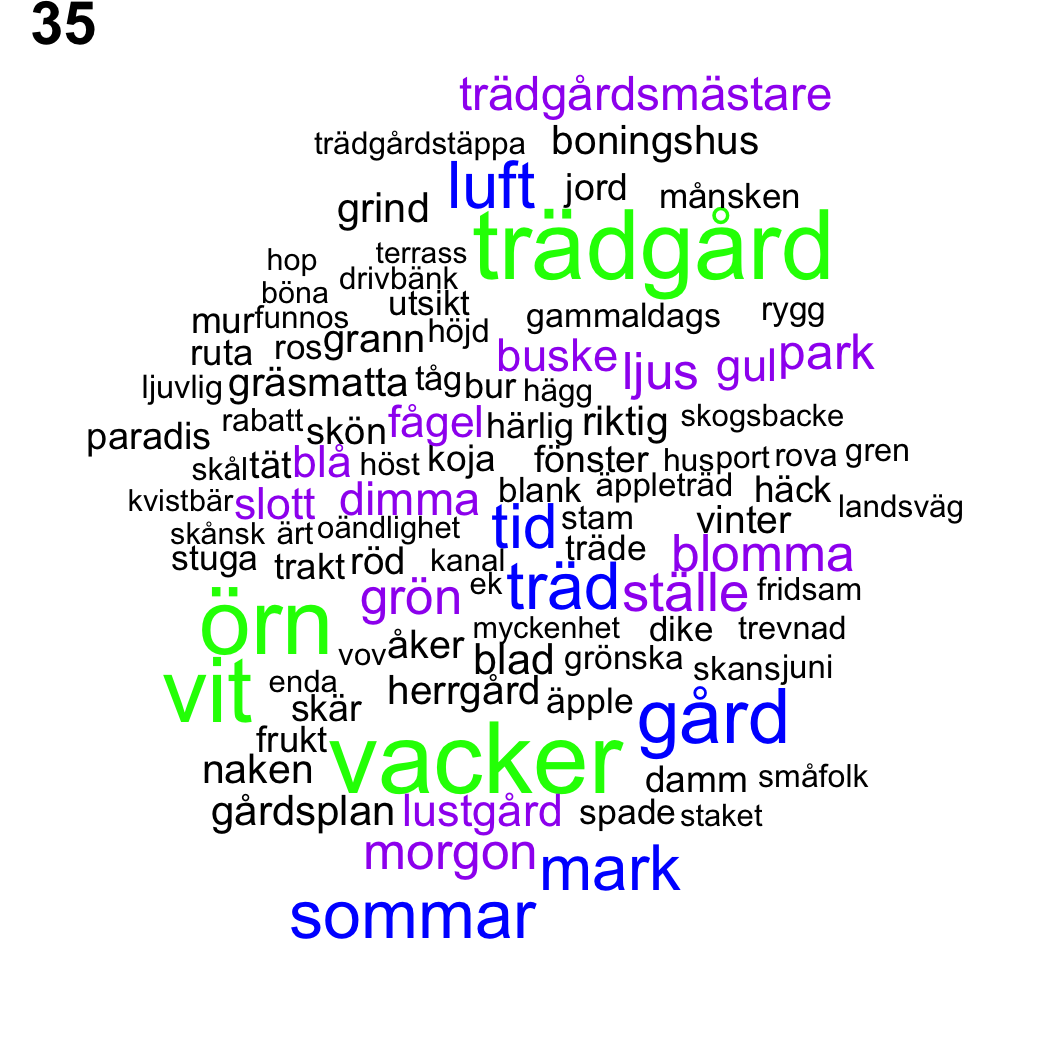 35
trädgårdsmästare
trädgårdstäppa boningshus
luft jord månsken
grind
trädgård
hop terrass
drivbänk
böna utsikt
mur funnos gammaldags rygg
ruta ros grann höjd
buske ljus gul park
ljuvlig gräsmatta tåg bur hägg
rabatt skön fågel härlig riktig skogsbacke
paradis
skål tät blå höst koja fönster hus port rova gren
kvistbär slott dimma blank äppleträd häck landsväg
skånsk ärt oändlighet tid stam vinter
stuga trakt röd kanal träde blomma
grön ek träd ställe fridsam
örn
vov åker myckenhet dike trevnad
blad grönska skans juni
vit enda
skär herrgård äpple gård
frukt vacker
naken damm småfolk
gårdsplan lustgård spade staket
morgon mark
sommar